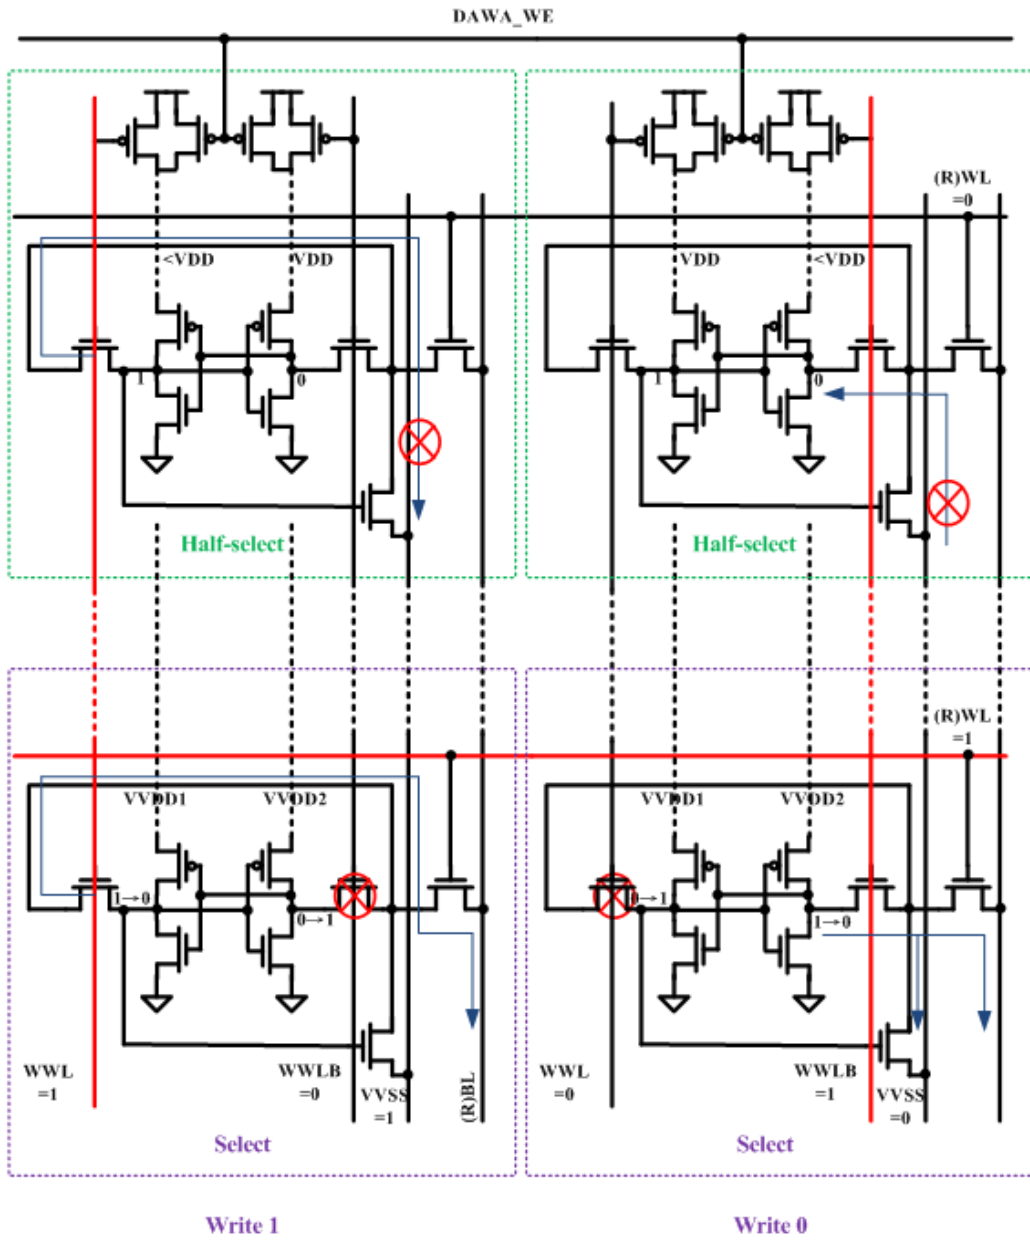 DAWA_WE
(R)WL
=0
<VDD
VDD
VDD
<VDD
1
0
1
0
Half-select
Half-select
(R)WL
=1
VVDD1
VVDD2
VVDD1
VVDD2
1→0
0→1
0→1
1→0
WWL
=1
WWLB
=0
VVSS
=1
(R)BL
WWL
=0
WWLB
=1
VVSS
=0
Select
Select
Write 1
Write 0